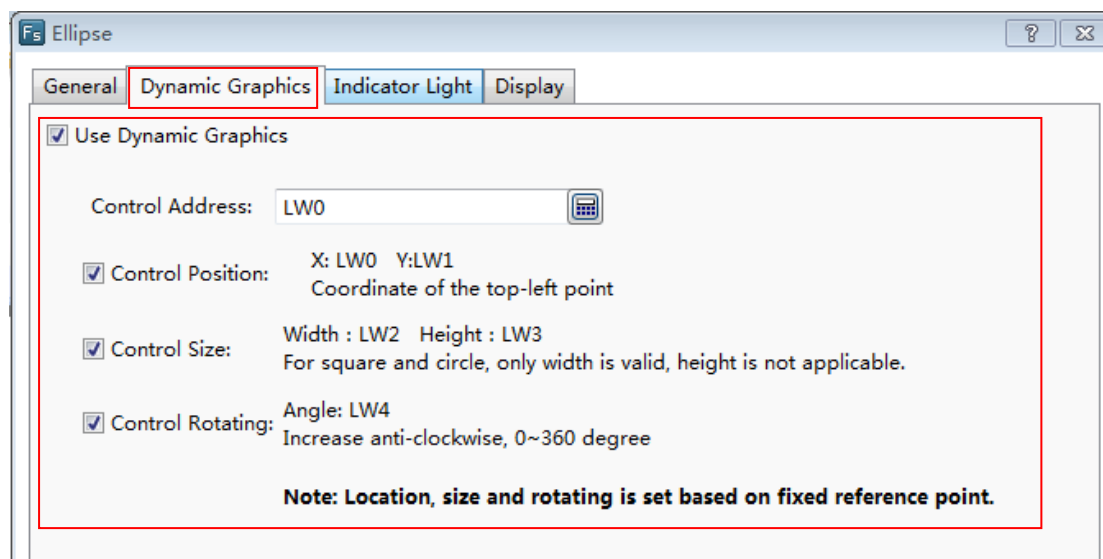 Fs Ellipse
General Dynamic Graphics Indicator Light Display
Use Dynamic Graphics
Control Address: LW0
Control Position: X: LW0 Y:LW1
Coordinate of the top-left point
Control Size: Width : LW2 Height : LW3
For square and circle, only width is valid, height is not applicable.
Control Rotating: Angle: LW4
Increase anti-clockwise, 0~360 degree
Note: Location, size and rotating is set based on fixed reference point.